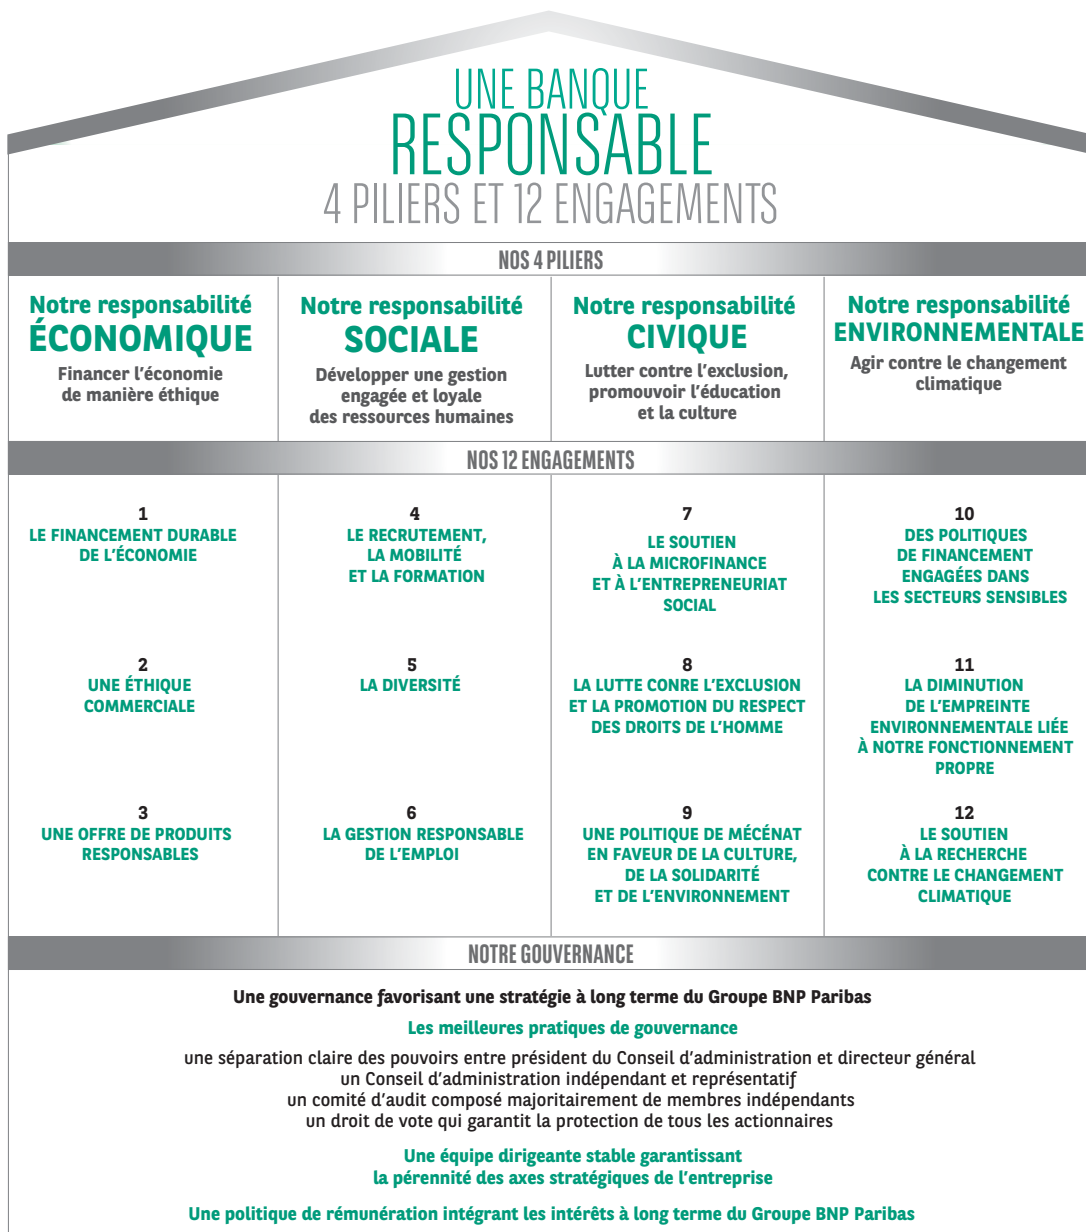 UNE BANQUE
RESPONSABLE
4 PILIERS ET 12 ENGAGEMENTS
NOS 4 PILIERS
Notre responsabilité
ÉCONOMIQUE
Financer l’économie
de manière éthique
Notre responsabilité
SOCIALE
Développer une gestion
engagée et loyale
des ressources humaines
Notre responsabilité
CIVIQUE
Lutter contre l’exclusion,
promouvoir l’éducation
et la culture
Notre responsabilité
ENVIRONNEMENTALE
Agir contre le changement
climatique
NOS 12 ENGAGEMENTS
1
LE FINANCEMENT DURABLE
DE L’ÉCONOMIE
2
UNE ÉTHIQUE
COMMERCIALE
3
UNE OFFRE DE PRODUITS
RESPONSABLES
4
LE RECRUTEMENT,
LA MOBILITÉ
ET LA FORMATION
5
LA DIVERSITÉ
6
LA GESTION RESPONSABLE
DE L’EMPLOI
7
LE SOUTIEN
À LA MICROFINANCE
ET À L’ENTREPRENEURIAT
SOCIAL
8
LA LUTTE CONRE L’EXCLUSION
ET LA PROMOTION DU RESPECT
DES DROITS DE L’HOMME
9
UNE POLITIQUE DE MÉCÉNAT
EN FAVEUR DE LA CULTURE,
DE LA SOLIDARITÉ
ET DE L’ENVIRONNEMENT
10
DES POLITIQUES
DE FINANCEMENT
ENGAGÉES DANS
LES SECTEURS SENSIBLES
11
LA DIMINUTION
DE L’EMPREINTE
ENVIRONNEMENTALE LIÉE
À NOTRE FONCTIONNEMENT
PROPRE
12
LE SOUTIEN
À LA RECHERCHE
CONTRE LE CHANGEMENT
CLIMATIQUE
NOTRE GOUVERNANCE
Une gouvernance favorisant une stratégie à long terme du Groupe BNP Paribas
Les meilleures pratiques de gouvernance
une séparation claire des pouvoirs entre président du Conseil d’administration et directeur général
un Conseil d’administration indépendant et représentatif
un comité d’audit composé majoritairement de membres indépendants
un droit de vote qui garantit la protection de tous les actionnaires
Une équipe dirigeante stable garantissant
la pérennité des axes stratégiques de l’entreprise
Une politique de rémunération intégrant les intérêts à long terme du Groupe BNP Paribas